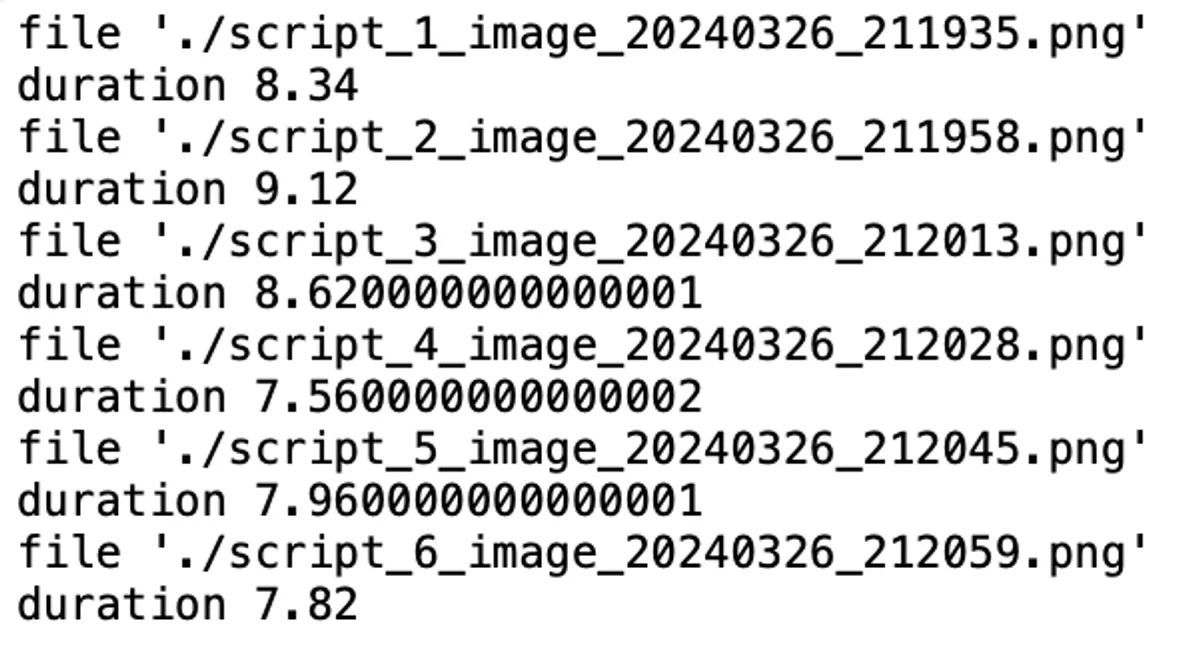 file './script_1_image_20240326_211935.png'
duration 8.34
file './script_2_image_20240326_211958.png'
duration 9.12
file './script_3_image_20240326_212013.png'
duration 8.620000000000001
file './script_4_image_20240326_212028.png'
duration 7.560000000000002
file './script_5_image_20240326_212045.png'
duration 7.960000000000001
file './script_6_image_20240326_212059.png'
duration 7.82